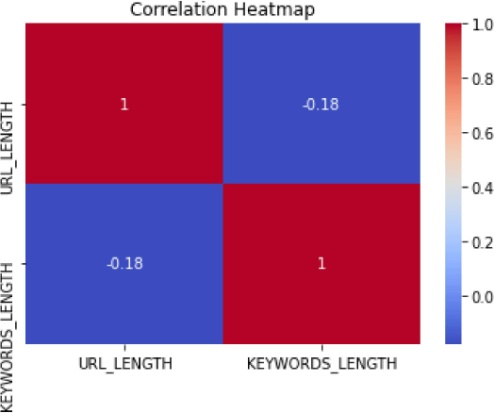 Correlation Heatmap
URL_LENGTH
KEYWORDS_LENGTH
1
-0.18
-0.18
1
URL_LENGTH
KEYWORDS_LENGTH
1.0
0.8
0.6
0.4
0.2
0.0